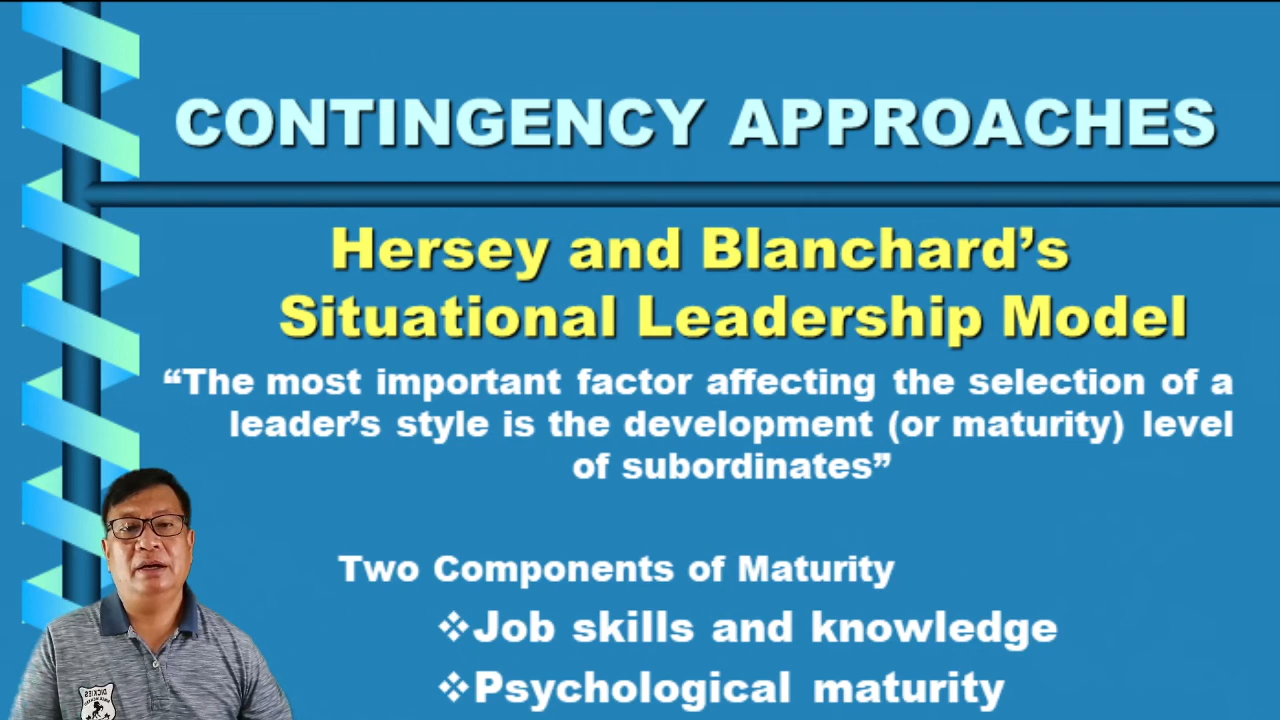 CONTINGENCY APPROACHES
Hersey and Blanchard’s
Situational Leadership Model
“The most important factor affecting the selection of a
leader’s style is the development (or maturity) level
of subordinates”
Two Components of Maturity
❖Job skills and knowledge
❖Psychological maturity
DICKIES